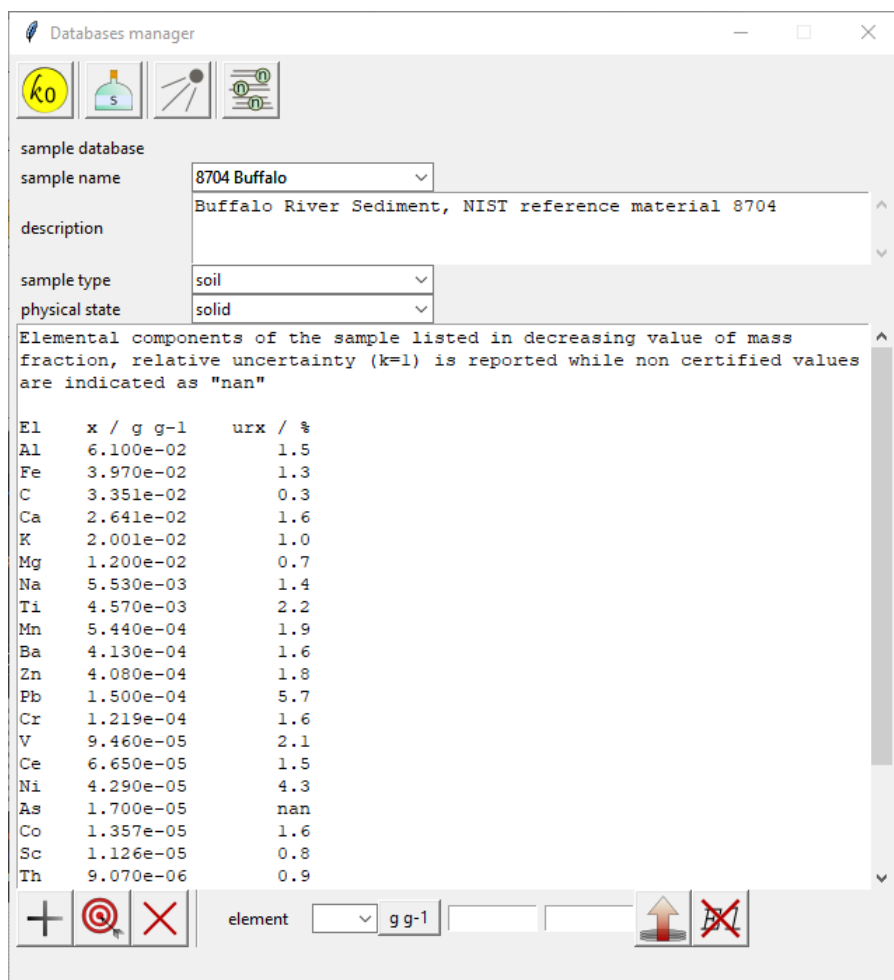 Databases manager
k0
s
n
n
n
sample database
sample name 8704 Buffalo
description Buffalo River Sediment, NIST reference material 8704
sample type soil
physical state solid
Elemental components of the sample listed in decreasing value of mass
fraction, relative uncertainty (k=1) is reported while non certified values
are indicated as "nan"
El x / g g-1 urx / %
Al 6.100e-02 1.5
Fe 3.970e-02 1.3
C 3.351e-02 0.3
Ca 2.641e-02 1.6
K 2.001e-02 1.0
Mg 1.200e-02 0.7
Na 5.530e-03 1.4
Ti 4.570e-03 2.2
Mn 5.440e-04 1.9
Ba 4.130e-04 1.6
Zn 4.080e-04 1.8
Pb 1.500e-04 5.7
Cr 1.219e-04 1.6
V 9.460e-05 2.1
Ce 6.650e-05 1.5
Ni 4.290e-05 4.3
As 1.700e-05 nan
Co 1.357e-05 1.6
Sc 1.126e-05 0.8
Th 9.070e-06 0.9
element g g-1
El